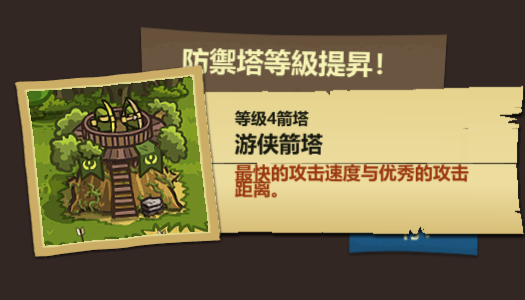 防禦塔等級提昇！
等级4箭塔
游侠箭塔
最快的攻击速度与优秀的攻击
距离。